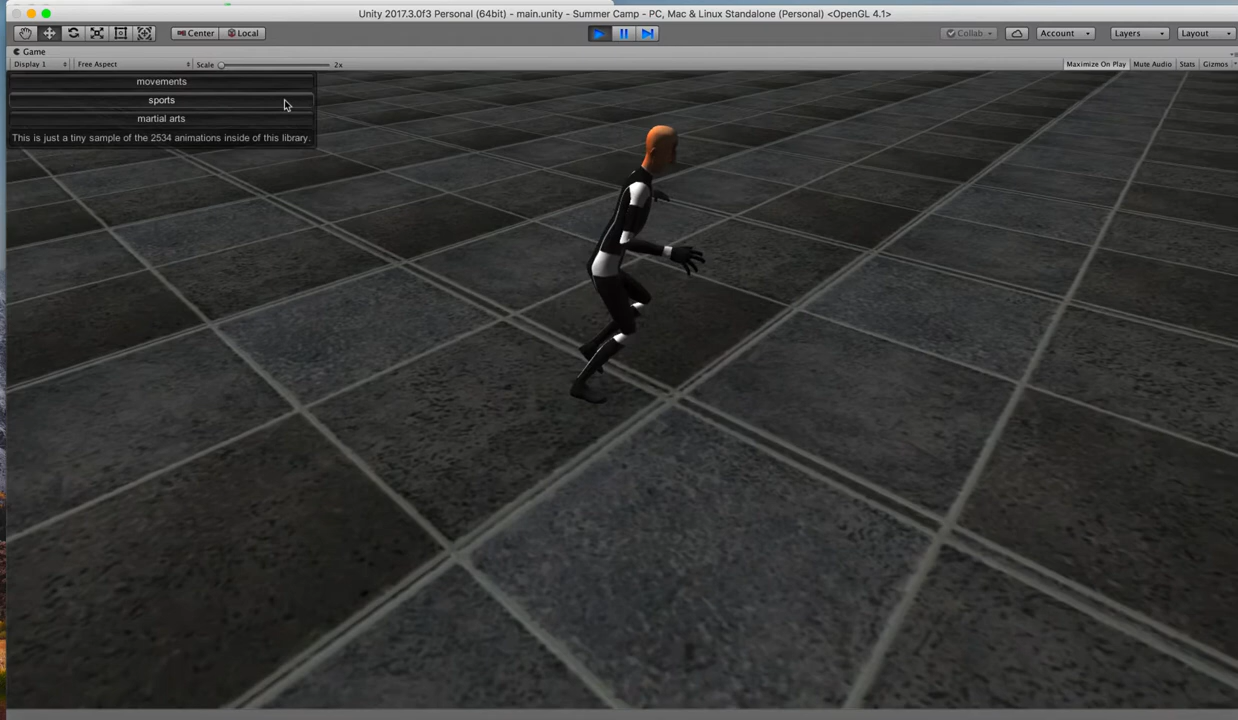 Unity 2017.3.0f3 Personal (64bit) - main.unity - Summer Camp - PC, Mac & Linux Standalone (Personal) <OpenGL 4.1>
Center Local Collab Account Layers Layout
Game
Display 1 Free Aspect Scale 2x Maximize On Play Mute Audio Stats Gizmos
movements
sports
martial arts
This is just a tiny sample of the 2534 animations inside of this library.